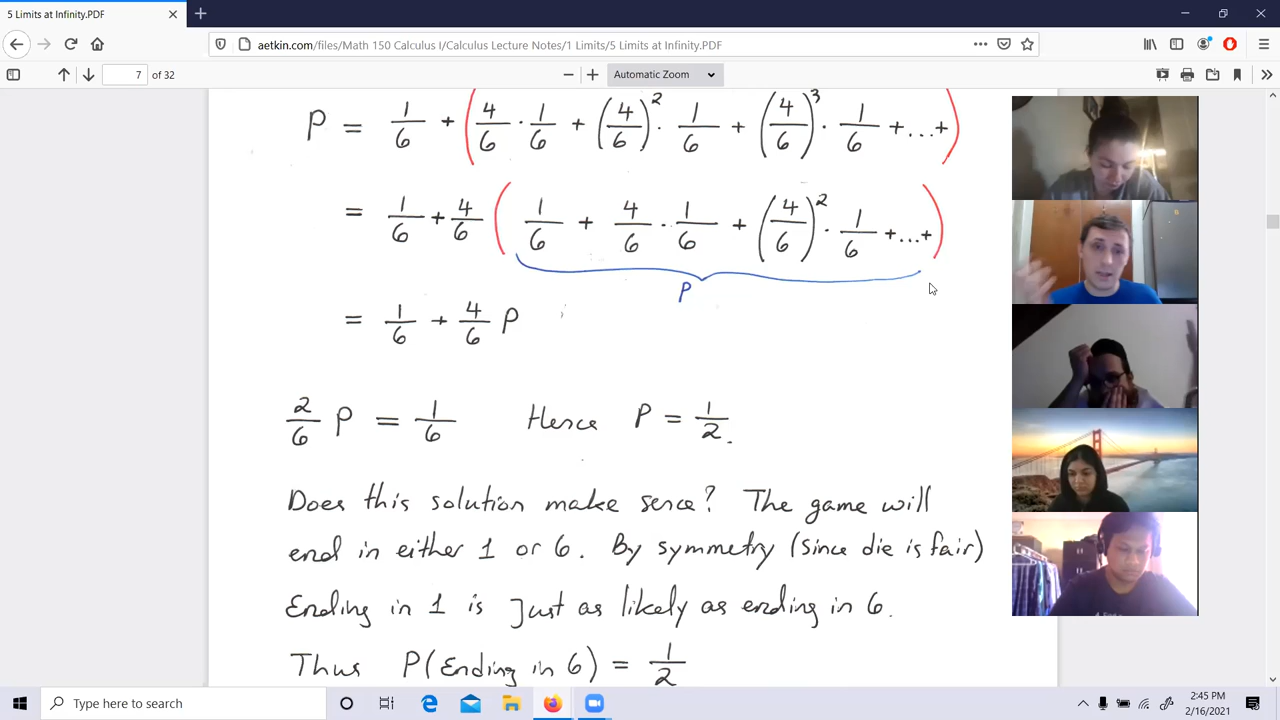 5 Limits at Infinity.PDF
aetkin.com/files/Math 150 Calculus I/Calculus Lecture Notes/1 Limits/5 Limits at Infinity.PDF
7 of 32
Automatic Zoom
P = 1/6 + (4/6 · 1/6 + (4/6)² · 1/6 + (4/6)³ · 1/6 + ... +)
= 1/6 + 4/6 (1/6 + 4/6 · 1/6 + (4/6)² · 1/6 + ... +)
P
= 1/6 + 4/6 P
2/6 P = 1/6 Hence P = 1/2.
Does this solution make sence? The game will
end in either 1 or 6. By symmetry (since die is fair)
Ending in 1 is just as likely as ending in 6.
Thus P(Ending in 6) = 1/2
Type here to search
2:45 PM
2/16/2021